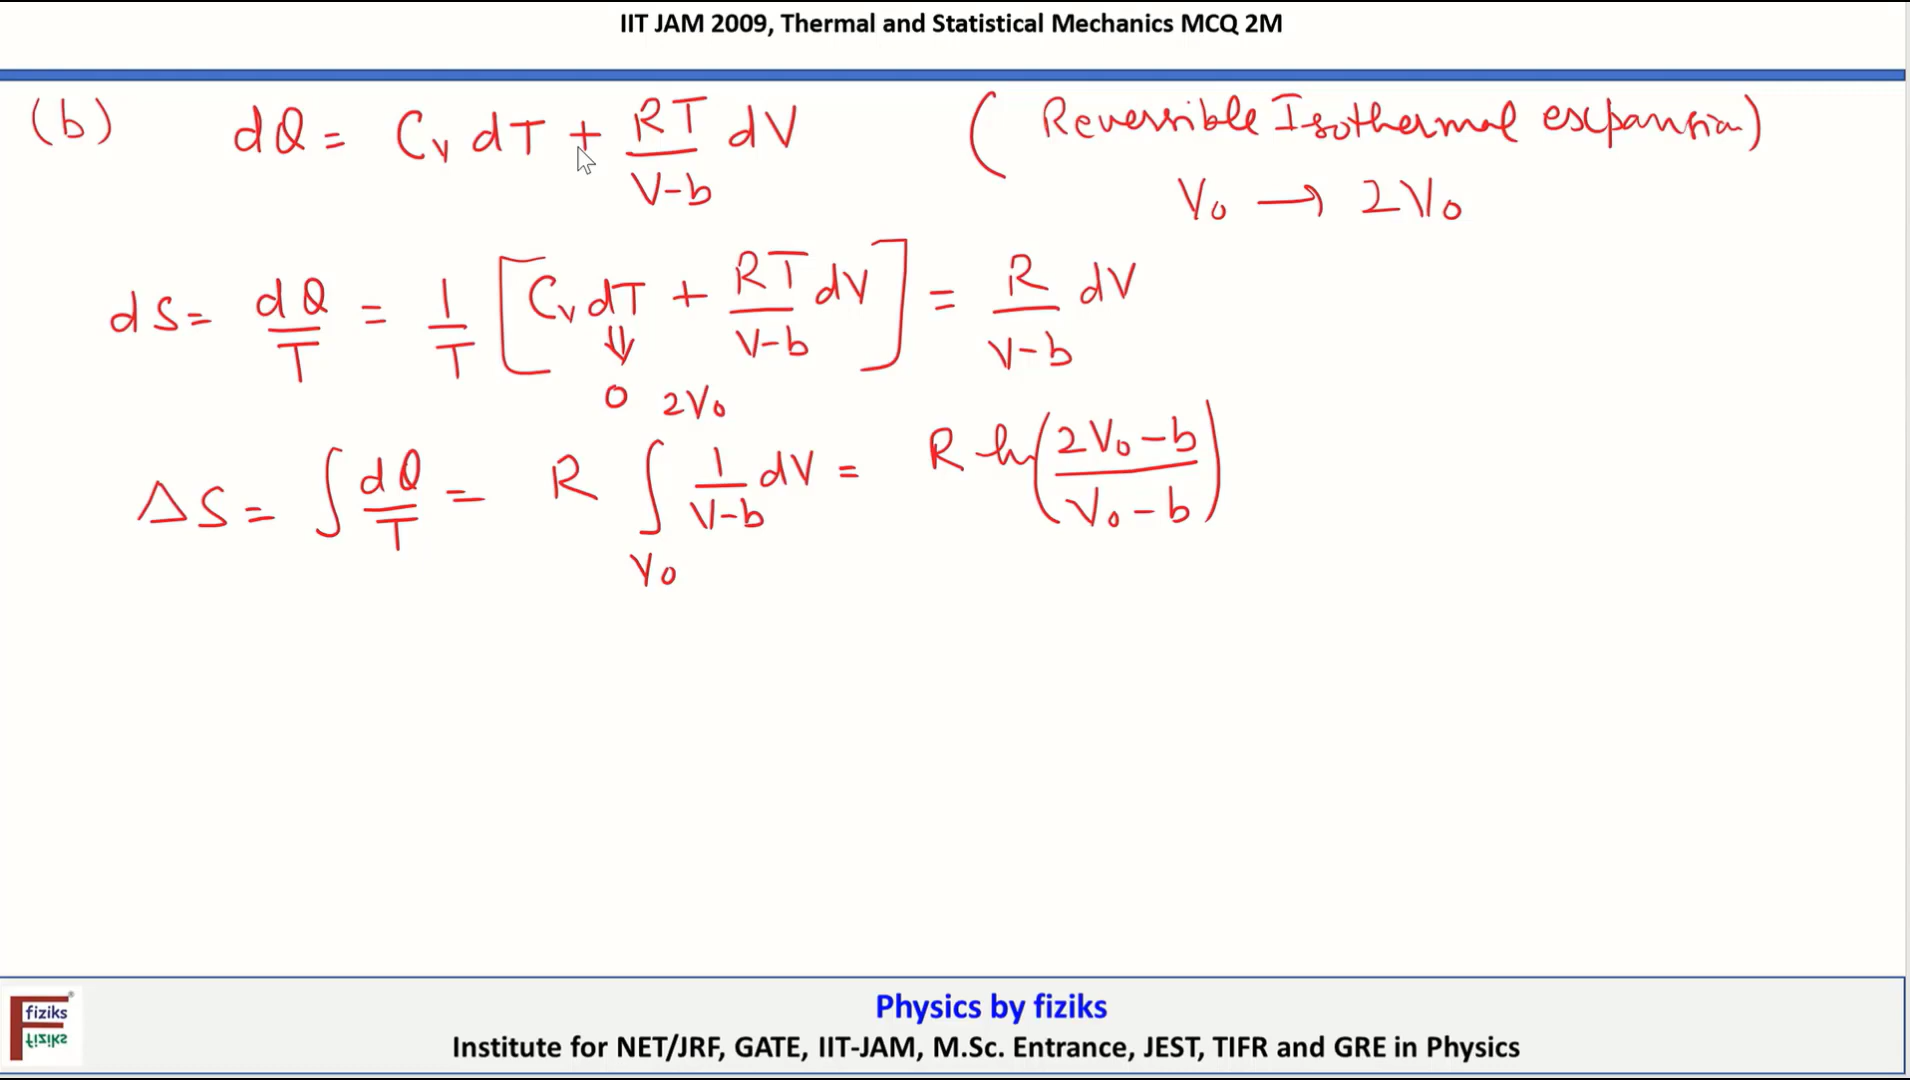 IIT JAM 2009, Thermal and Statistical Mechanics MCQ 2M
(b) dQ = Cv dT + RT/(V-b) dV (Reversible Isothermal expansion)
V₀ → 2V₀
dS = dQ/T = 1/T [Cv dT + RT/(V-b) dV] = R/(V-b) dV
⇓
0
ΔS = ∫ dQ/T = R ∫_{V₀}^{2V₀} 1/(V-b) dV = R ln((2V₀-b)/(V₀-b))
fiziks
fiziks
Physics by fiziks
Institute for NET/JRF, GATE, IIT-JAM, M.Sc. Entrance, JEST, TIFR and GRE in Physics